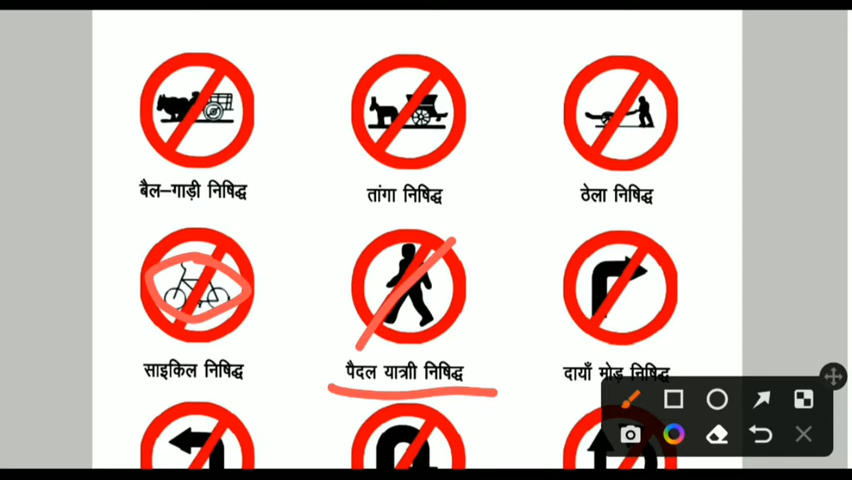 बैल-गाड़ी निषिद्ध
तांगा निषिद्ध
ठेला निषिद्ध
साइकिल निषिद्ध
पैदल यात्राी निषिद्ध
दायाँ मोड़ निषिद्ध